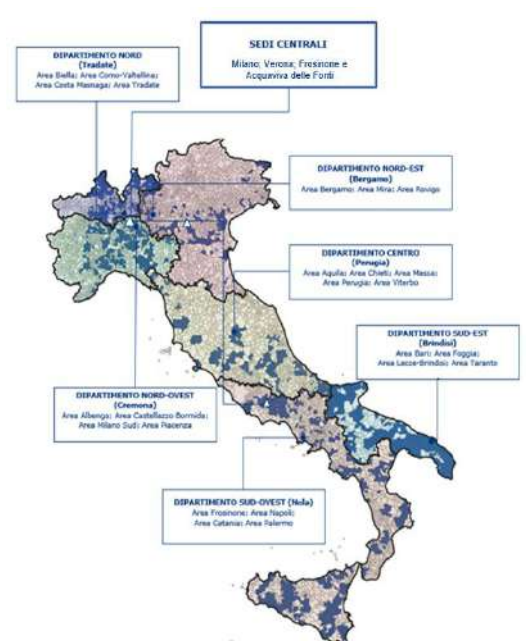 DIPARTIMENTO NORD
(Tradate)
Area Biella; Area Como-Valtellina;
Area Costa Masnaga; Area Tradate
SEDI CENTRALI
Milano; Verona; Frosinone e
Acquaviva delle Fonti
DIPARTIMENTO NORD-EST
(Bergamo)
Area Bergamo; Area Mira; Area Rovigo
DIPARTIMENTO CENTRO
(Perugia)
Area Aquila; Area Chieti; Area Massa;
Area Perugia; Area Viterbo
DIPARTIMENTO SUD-EST
(Brindisi)
Area Bari; Area Foggia;
Area Lecce-Brindisi; Area Taranto
DIPARTIMENTO NORD-OVEST
(Cremona)
Area Albenga; Area Castellazzo Bormida;
Area Milano Sud; Area Piacenza
DIPARTIMENTO SUD-OVEST (Nola)
Area Frosinone; Area Napoli;
Area Catania; Area Palermo